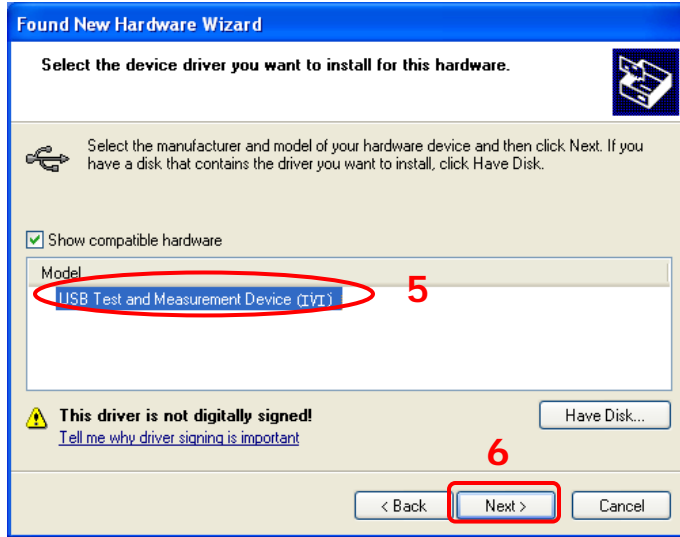 Found New Hardware Wizard
Select the device driver you want to install for this hardware.
Select the manufacturer and model of your hardware device and then click Next. If you
have a disk that contains the driver you want to install, click Have Disk.
Show compatible hardware
Model
USB Test and Measurement Device (IVI)
5
This driver is not digitally signed!
Tell me why driver signing is important
Have Disk...
6
< Back
Next >
Cancel